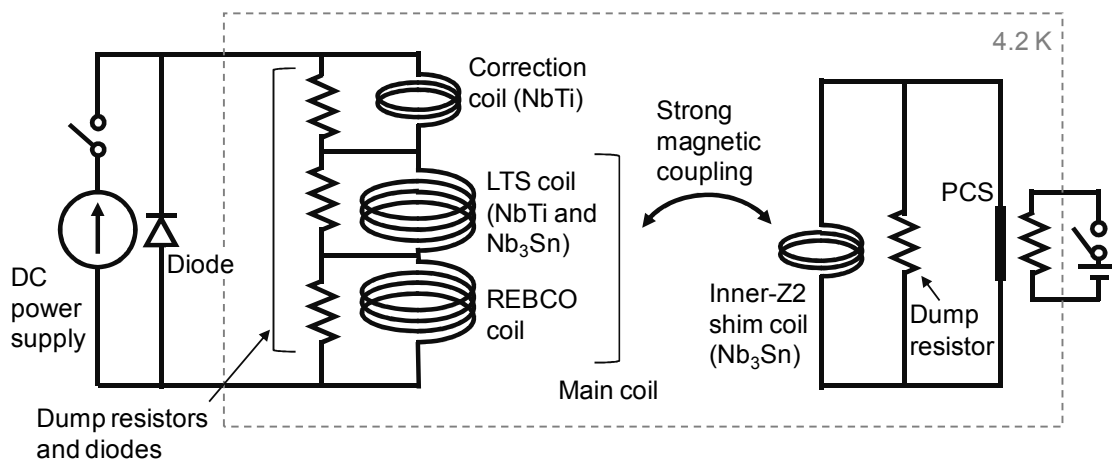 4.2 K
Correction
coil (NbTi)
Strong
magnetic
coupling
LTS coil
(NbTi and
Nb₃Sn)
PCS
Diode
DC
power
supply
REBCO
coil
Inner-Z2
shim coil
(Nb₃Sn)
Dump
resistor
Main coil
Dump resistors
and diodes